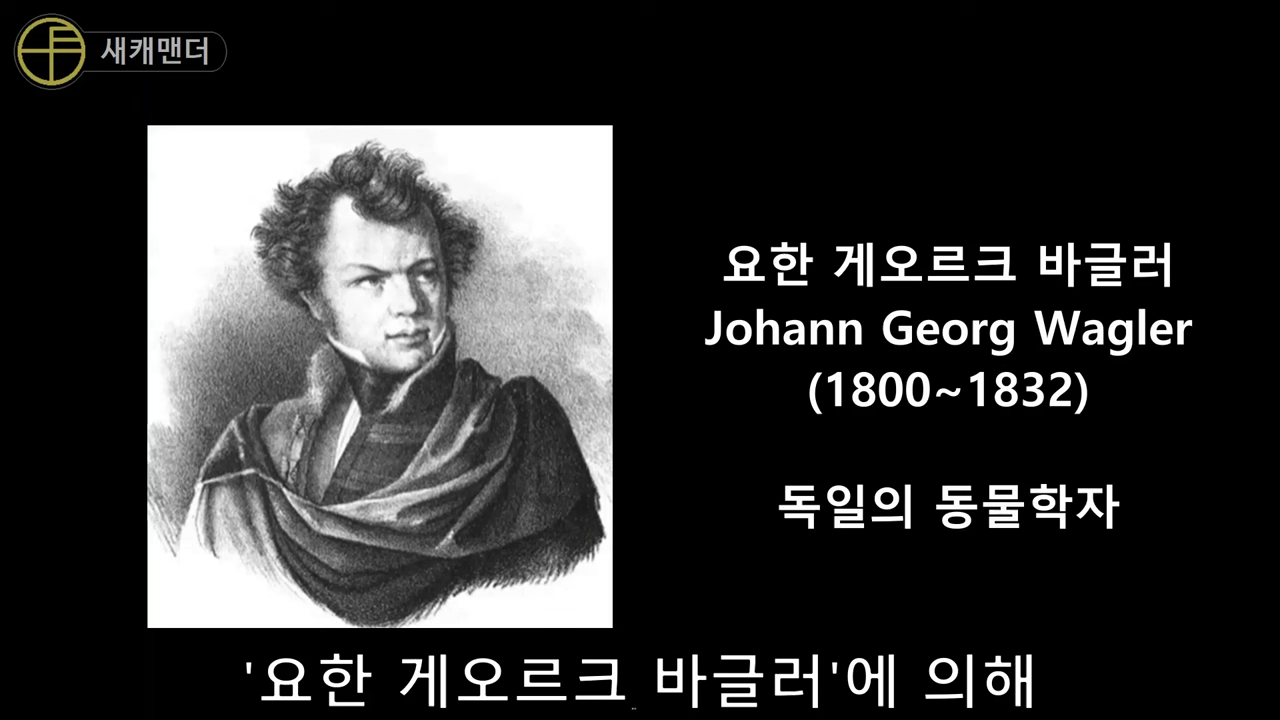 새캐맨더
요한 게오르크 바글러
Johann Georg Wagler
(1800~1832)
독일의 동물학자
'요한 게오르크 바글러'에 의해